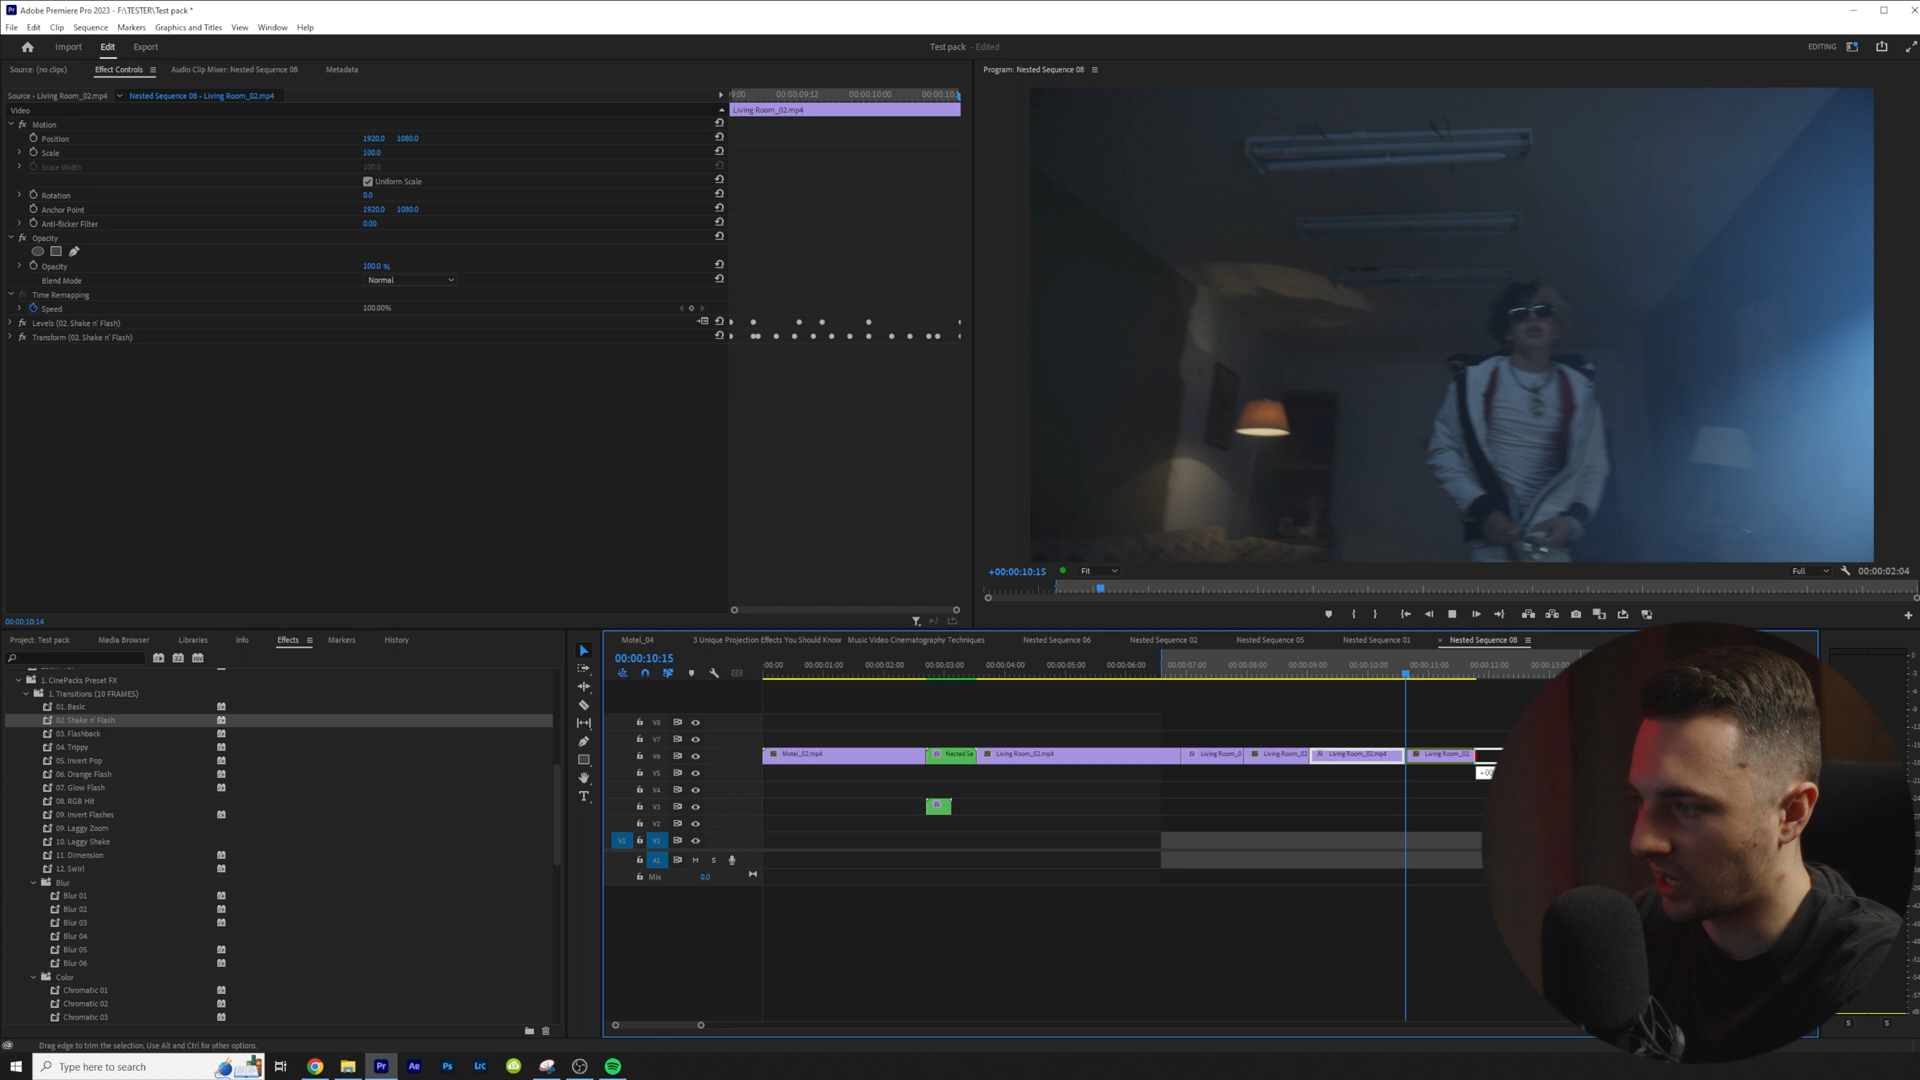 Adobe Premiere Pro 2023 - F:\TESTER\Test pack *
File Edit Clip Sequence Markers Graphics and Titles View Window Help
Import Edit Export
Test pack - Edited
EDITING
Source: (no clips) Effect Controls Audio Clip Mixer: Nested Sequence 08 Metadata
Program: Nested Sequence 08
Source • Living Room_02.mp4 Nested Sequence 08 • Living Room_02.mp4
9:00 00:00:09:12 00:00:10:00 00:00:10:
Video
Living Room_02.mp4
fx Motion
Position 1920.0 1080.0
Scale 100.0
Scale Width 100.0
Uniform Scale
Rotation 0.0
Anchor Point 1920.0 1080.0
Anti-flicker Filter 0.00
fx Opacity
Opacity 100.0 %
Blend Mode Normal
Time Remapping
Speed 100.00%
fx Levels (02. Shake n' Flash)
fx Transform (02. Shake n' Flash)
+00:00:10:15 Fit Full 00:00:02:04
00:00:10:14
Project: Test pack Media Browser Libraries Info Effects Markers History
1. CinePacks Preset FX
1. Transitions (10 FRAMES)
01. Basic
02. Shake n' Flash
03. Flashback
04. Trippy
05. Invert Pop
06. Orange Flash
07. Glow Flash
08. RGB Hit
09. Invert Flashes
09. Laggy Zoom
10. Laggy Shake
11. Dimension
12. Swirl
Blur
Blur 01
Blur 02
Blur 03
Blur 04
Blur 05
Blur 06
Color
Chromatic 01
Chromatic 02
Chromatic 03
Motel_04 3 Unique Projection Effects You Should Know Music Video Cinematography Techniques Nested Sequence 06 Nested Sequence 02 Nested Sequence 05 Nested Sequence 01 Nested Sequence 08
00:00:10:15
:00:00 00:00:01:00 00:00:02:00 00:00:03:00 00:00:04:00 00:00:05:00 00:00:06:00 00:00:07:00 00:00:08:00 00:00:09:00 00:00:10:00 00:00:11:00 00:00:12:00 00:00:13:00
V8
V7
V6 Motel_02.mp4 Nested Se Living Room_02.mp4 Living Room_0 Living Room_02 Living Room_02.mp4 Living Room_02.
V5 +00
V4
V3
V2
V1 V1
A1 M S
Mix 0.0
S S
Drag edge to trim the selection. Use Alt and Ctrl for other options.
Type here to search
Pr Ae Ps Lrc